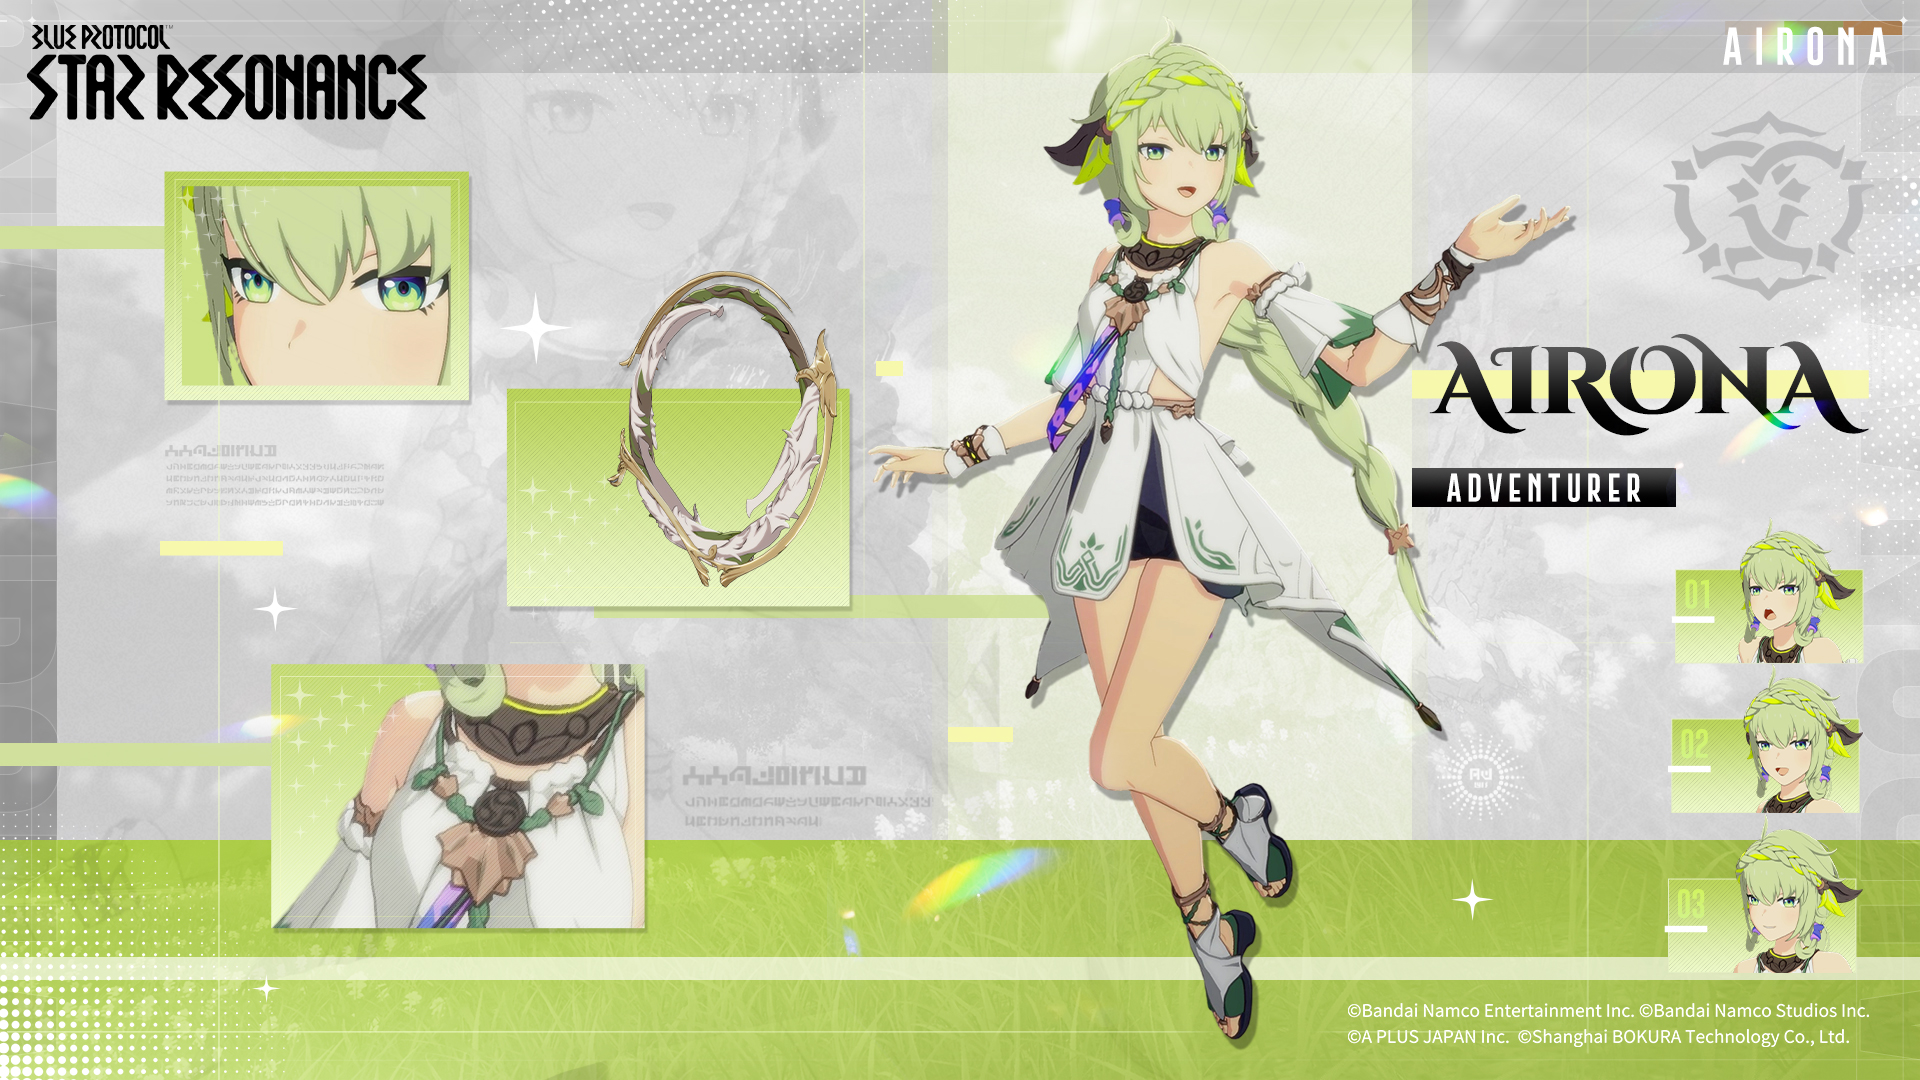 BLUE PROTOCOL™
STAR RESONANCE
AIRONA
AIRONA
ADVENTURER
01
02
03
©Bandai Namco Entertainment Inc. ©Bandai Namco Studios Inc.
©A PLUS JAPAN Inc. ©Shanghai BOKURA Technology Co., Ltd.